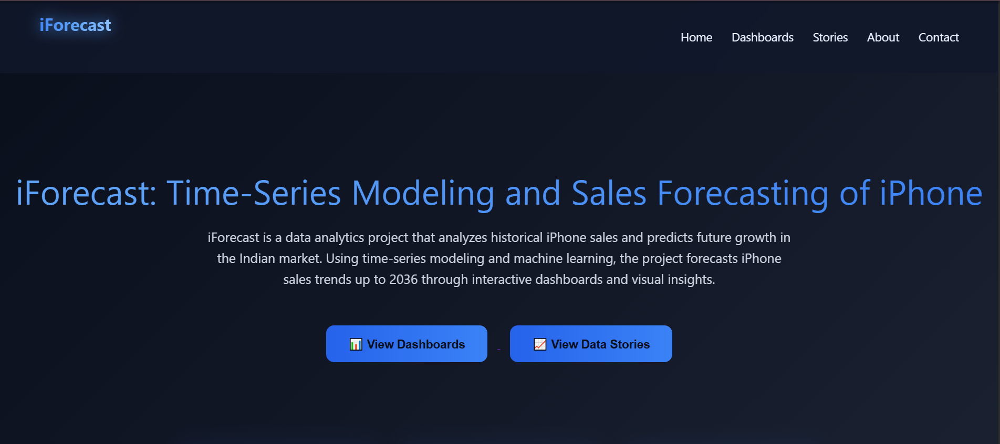 iForecast
Home Dashboards Stories About Contact
iForecast: Time-Series Modeling and Sales Forecasting of iPhone
iForecast is a data analytics project that analyzes historical iPhone sales and predicts future growth in
the Indian market. Using time-series modeling and machine learning, the project forecasts iPhone
sales trends up to 2036 through interactive dashboards and visual insights.
📊 View Dashboards 📈 View Data Stories